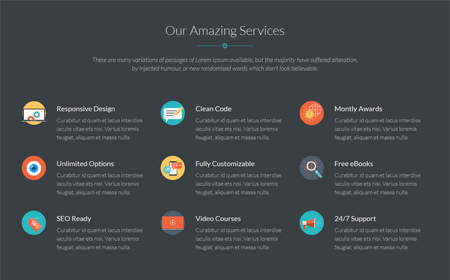 Our Amazing Services
There are many variations of passages of Lorem Ipsum available, but the majority have suffered alteration,
by injected humour, or new randomised words which don't look believable.
Responsive Design
Curabitur id quam et lacus interdise
iaculis vitae ets nisi. Varius loremis
feugiat, aliquam et massa nulla.
Clean Code
Curabitur id quam et lacus interdise
iaculis vitae ets nisi. Varius loremis
feugiat, aliquam et massa nulla.
Montly Awards
Curabitur id quam et lacus interdise
iaculis vitae ets nisi. Varius loremis
feugiat, aliquam et massa nulla.
Unlimited Options
Curabitur id quam et lacus interdise
iaculis vitae ets nisi. Varius loremis
feugiat, aliquam et massa nulla.
Fully Customizable
Curabitur id quam et lacus interdise
iaculis vitae ets nisi. Varius loremis
feugiat, aliquam et massa nulla.
Free eBooks
Curabitur id quam et lacus interdise
iaculis vitae ets nisi. Varius loremis
feugiat, aliquam et massa nulla.
SEO Ready
Curabitur id quam et lacus interdise
iaculis vitae ets nisi. Varius loremis
feugiat, aliquam et massa nulla.
Video Courses
Curabitur id quam et lacus interdise
iaculis vitae ets nisi. Varius loremis
feugiat, aliquam et massa nulla.
24/7 Support
Curabitur id quam et lacus interdise
iaculis vitae ets nisi. Varius loremis
feugiat, aliquam et massa nulla.